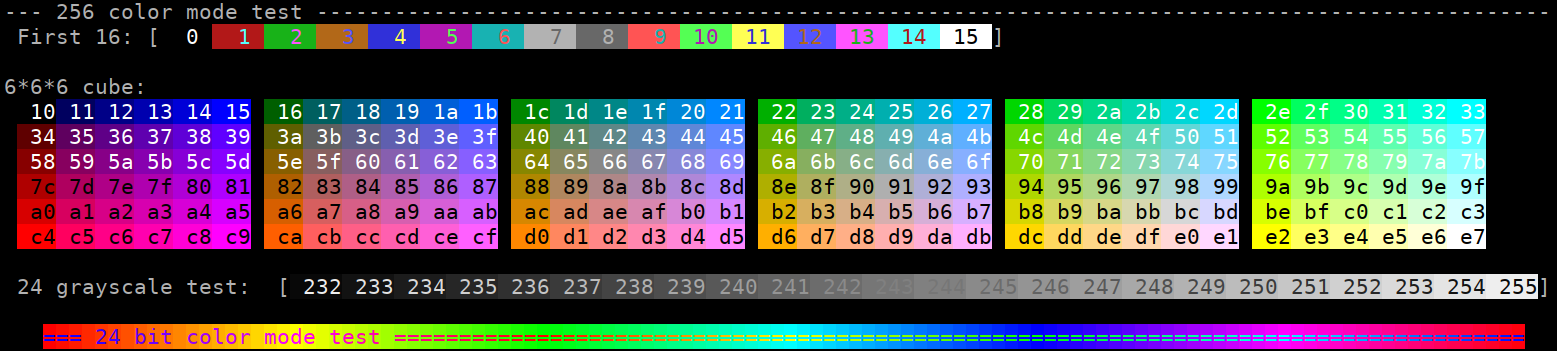 --- 256 color mode test -----------------------------------------------------------------------------------------------
First 16: [ 0 1 2 3 4 5 6 7 8 9 10 11 12 13 14 15 ]
6*6*6 cube:
10 11 12 13 14 15 16 17 18 19 1a 1b 1c 1d 1e 1f 20 21 22 23 24 25 26 27 28 29 2a 2b 2c 2d 2e 2f 30 31 32 33
34 35 36 37 38 39 3a 3b 3c 3d 3e 3f 40 41 42 43 44 45 46 47 48 49 4a 4b 4c 4d 4e 4f 50 51 52 53 54 55 56 57
58 59 5a 5b 5c 5d 5e 5f 60 61 62 63 64 65 66 67 68 69 6a 6b 6c 6d 6e 6f 70 71 72 73 74 75 76 77 78 79 7a 7b
7c 7d 7e 7f 80 81 82 83 84 85 86 87 88 89 8a 8b 8c 8d 8e 8f 90 91 92 93 94 95 96 97 98 99 9a 9b 9c 9d 9e 9f
a0 a1 a2 a3 a4 a5 a6 a7 a8 a9 aa ab ac ad ae af b0 b1 b2 b3 b4 b5 b6 b7 b8 b9 ba bb bc bd be bf c0 c1 c2 c3
c4 c5 c6 c7 c8 c9 ca cb cc cd ce cf d0 d1 d2 d3 d4 d5 d6 d7 d8 d9 da db dc dd de df e0 e1 e2 e3 e4 e5 e6 e7
24 grayscale test: [ 232 233 234 235 236 237 238 239 240 241 242 243 244 245 246 247 248 249 250 251 252 253 254 255]
=== 24 bit color mode test =======================================================================================